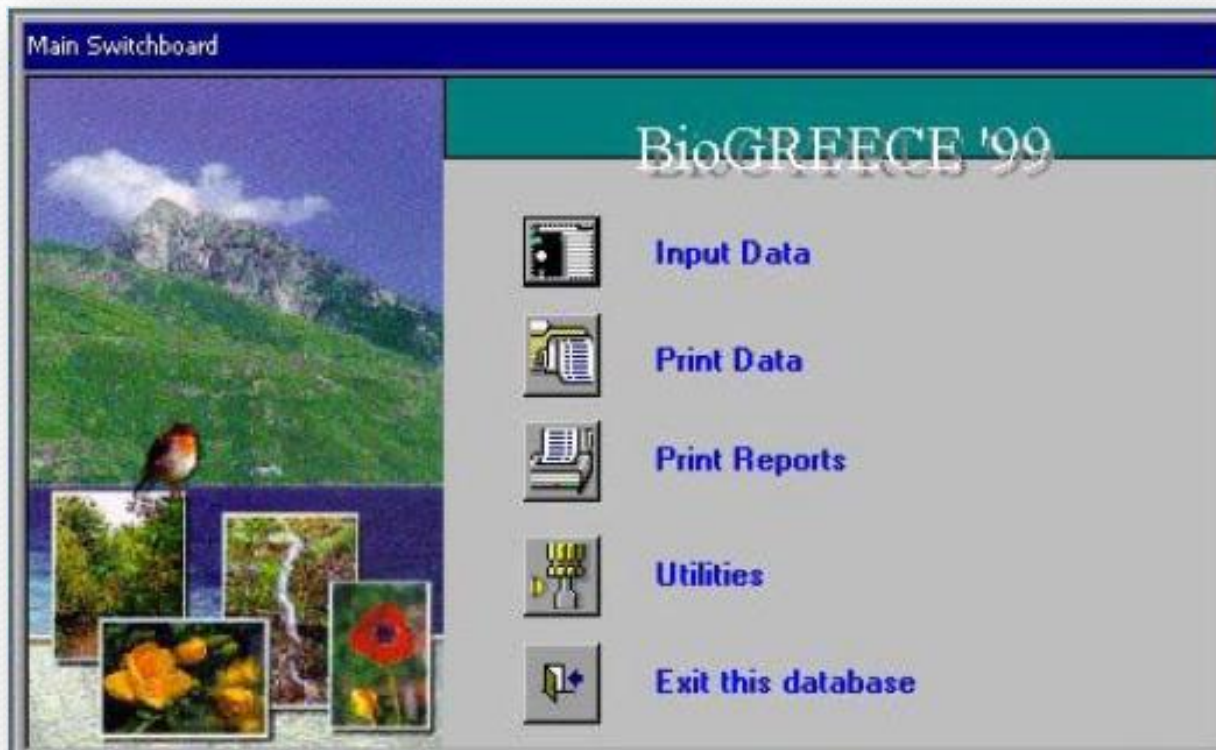 Main Switchboard
BioGREECE '99
Input Data
Print Data
Print Reports
Utilities
Exit this database